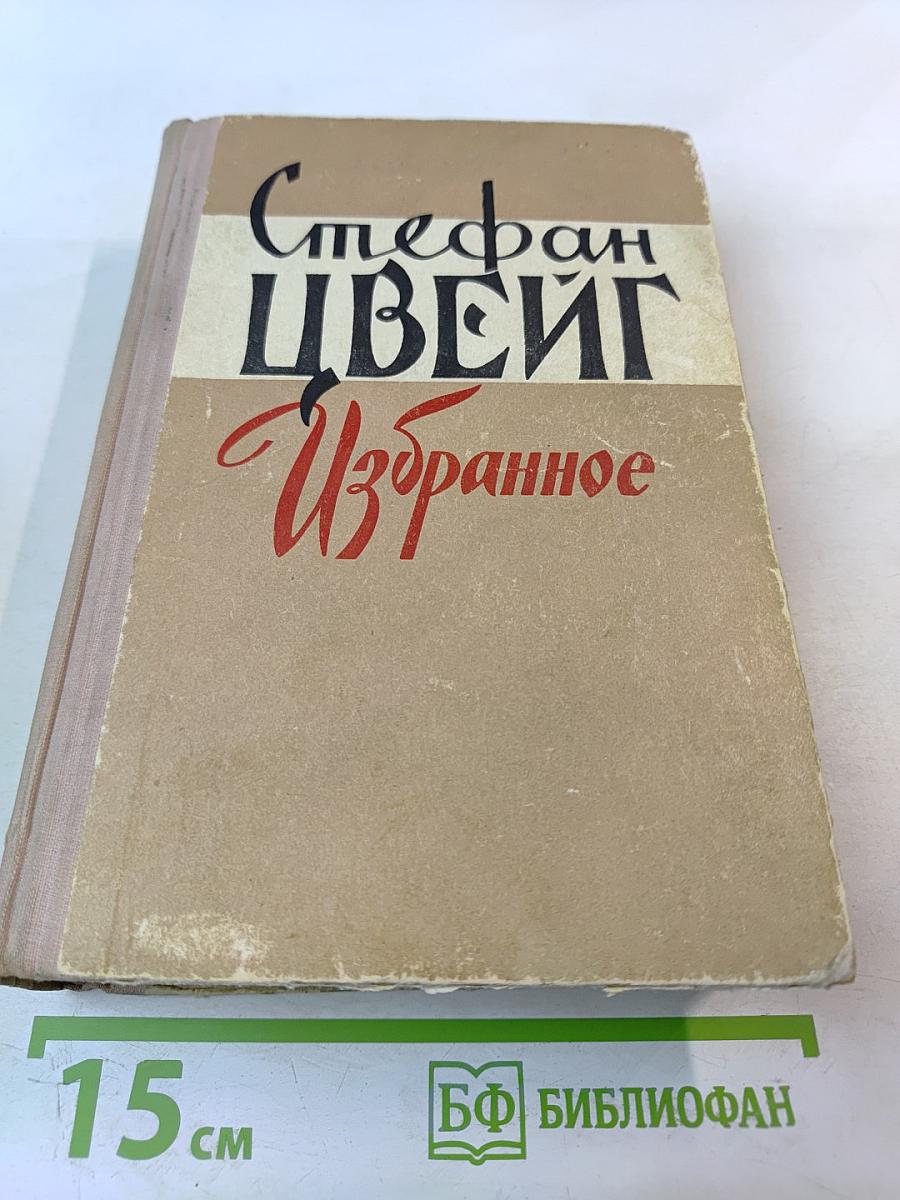 Стефан
ЦВЕЙГ
Избранное
15 см
БФ БИБЛИОФАН